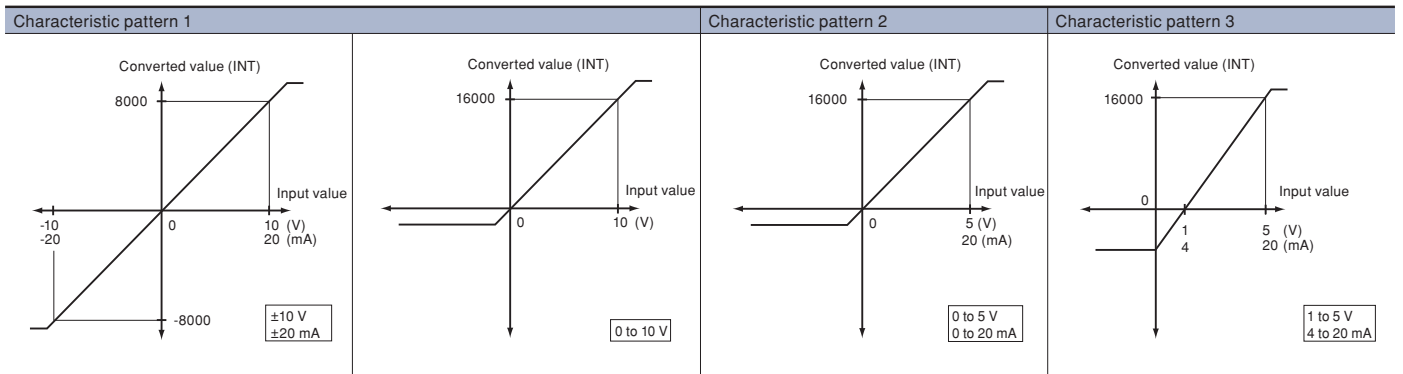 Characteristic pattern 1
Characteristic pattern 2
Characteristic pattern 3
Converted value (INT)
8000
Input value
-10
0
10 (V)
-20
20 (mA)
-8000
±10 V
±20 mA
Converted value (INT)
16000
Input value
0
10 (V)
0 to 10 V
Converted value (INT)
16000
Input value
0
5 (V)
20 (mA)
0 to 5 V
0 to 20 mA
Converted value (INT)
16000
Input value
0
1
5 (V)
4
20 (mA)
1 to 5 V
4 to 20 mA